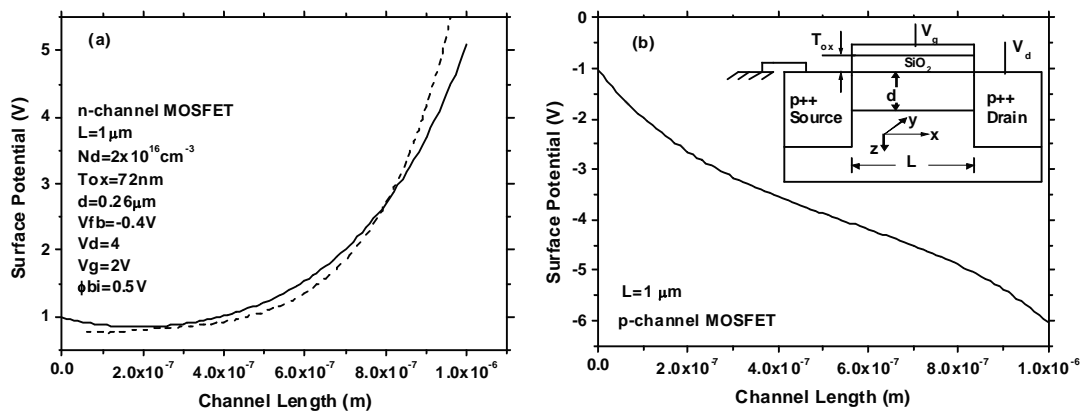 (a)
n-channel MOSFET
L=1μm
Nd=2x10¹⁶cm⁻³
Tox=72nm
d=0.26μm
Vfb=-0.4V
Vd=4
Vg=2V
ϕbi=0.5V
Surface Potential (V)
5
4
3
2
1
0.0 2.0x10⁻⁷ 4.0x10⁻⁷ 6.0x10⁻⁷ 8.0x10⁻⁷ 1.0x10⁻⁶
Channel Length (m)
(b)
Tox
Vg
Vd
SiO₂
p++
Source
d
p++
Drain
y
x
z
L
L=1 μm
p-channel MOSFET
Surface Potential (V)
0
-1
-2
-3
-4
-5
-6
0.0 2.0x10⁻⁷ 4.0x10⁻⁷ 6.0x10⁻⁷ 8.0x10⁻⁷ 1.0x10⁻⁶
Channel Length (m)